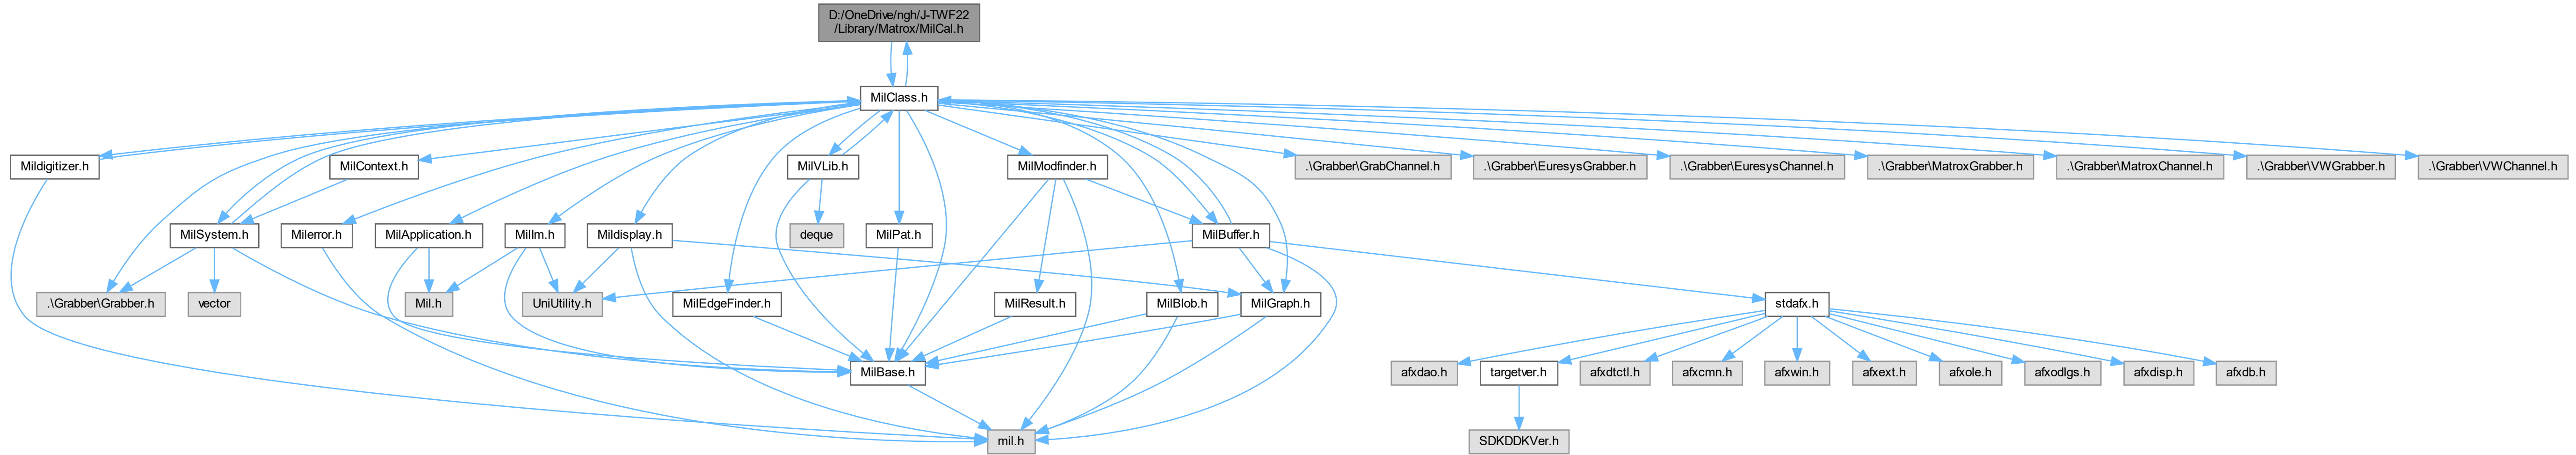 D:/OneDrive/ngh/J-TWF22
/Library/Matrox/MilCal.h
MilClass.h
Mildigitizer.h
MilContext.h
MilVLib.h
MilModfinder.h
.\Grabber\GrabChannel.h
.\Grabber\EuresysGrabber.h
.\Grabber\EuresysChannel.h
.\Grabber\MatroxGrabber.h
.\Grabber\MatroxChannel.h
.\Grabber\VWGrabber.h
.\Grabber\VWChannel.h
MilSystem.h
Milerror.h
MilApplication.h
MilIm.h
Mildisplay.h
deque
MilPat.h
MilBuffer.h
.\Grabber\Grabber.h
vector
Mil.h
UniUtility.h
MilEdgeFinder.h
MilResult.h
MilBlob.h
MilGraph.h
stdafx.h
MilBase.h
afxdao.h
targetver.h
afxdtctl.h
afxcmn.h
afxwin.h
afxext.h
afxole.h
afxodlgs.h
afxdisp.h
afxdb.h
mil.h
SDKDDKVer.h